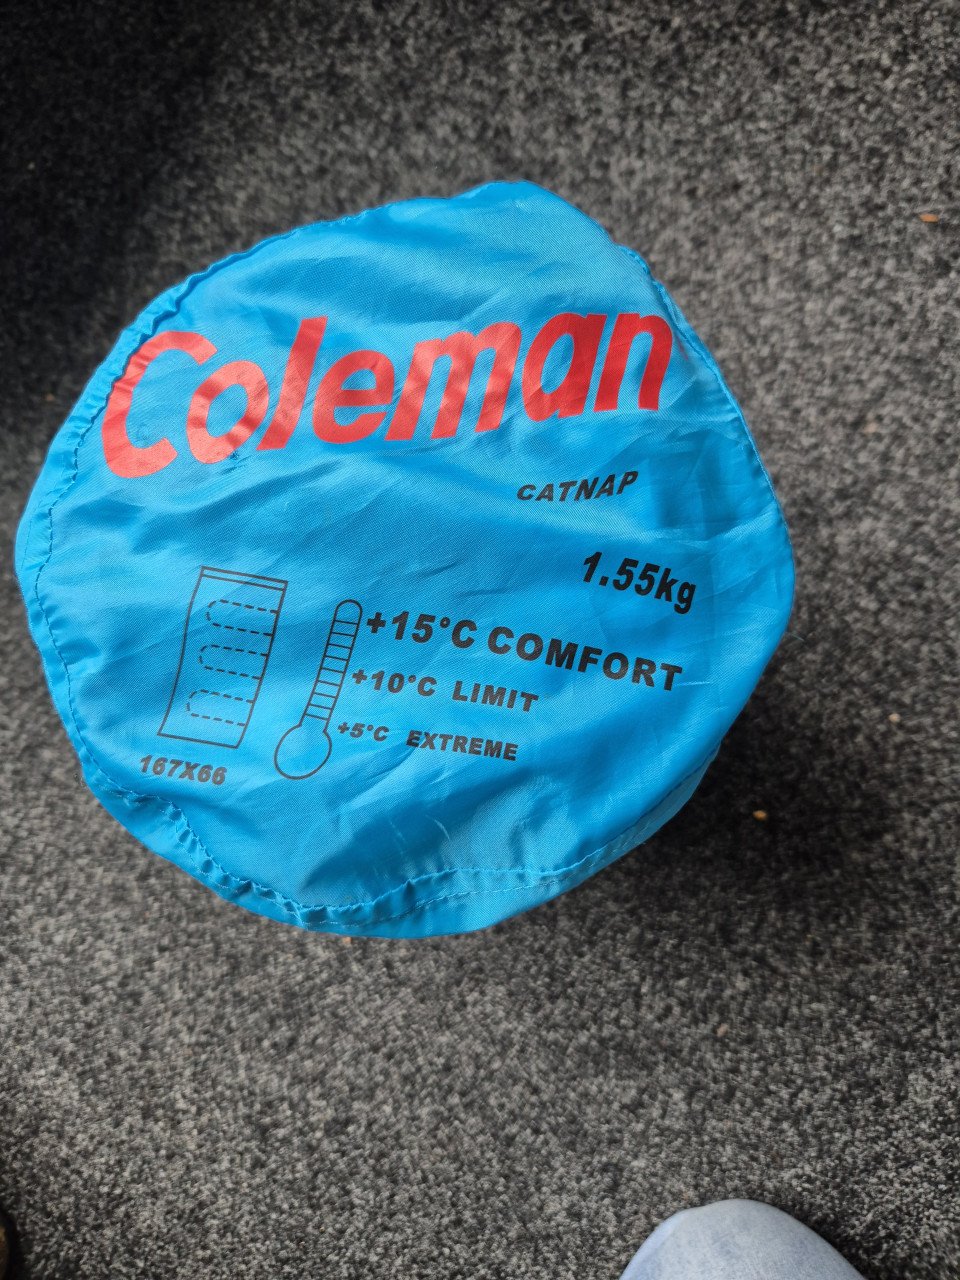 Coleman
CATNAP
1.55kg
+15°C COMFORT
+10°C LIMIT
+5°C EXTREME
167X66